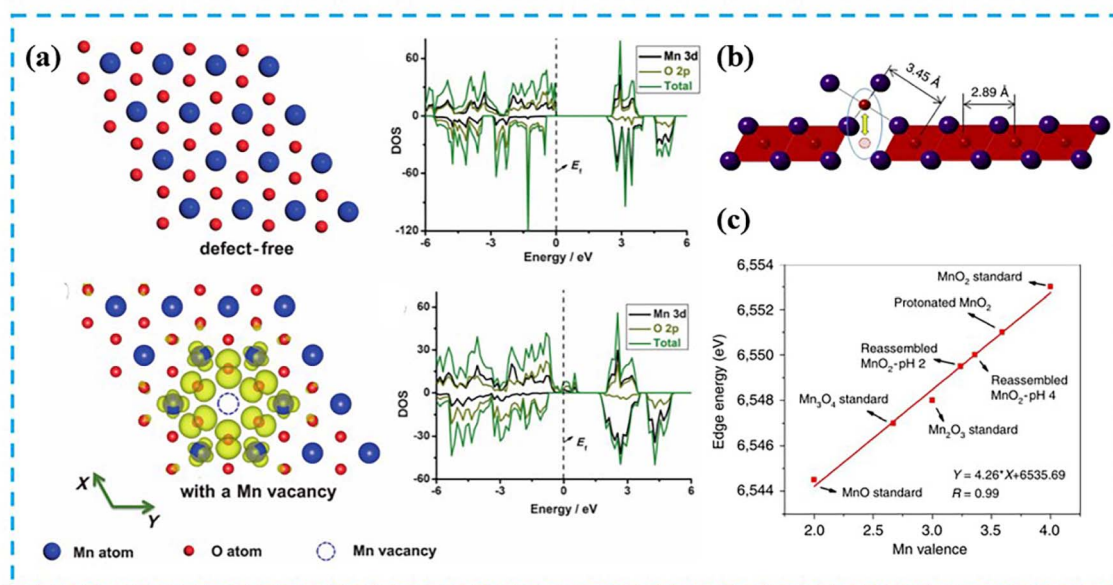 (a)
defect-free
60
0
-60
-120
DOS
Mn 3d
O 2p
Total
Ef
-6 -3 0 3 6
Energy / eV
with a Mn vacancy
X
Y
60
30
0
-30
-60
DOS
Mn 3d
O 2p
Total
Ef
-6 -3 0 3 6
Energy / eV
Mn atom
O atom
Mn vacancy
(b)
3.45 Å
2.89 Å
(c)
6,554
6,552
6,550
6,548
6,546
6,544
Edge energy (eV)
MnO2 standard
Protonated MnO2
Reassembled
MnO2-pH 2
Reassembled
MnO2-pH 4
Mn3O4 standard
Mn2O3 standard
MnO standard
Y = 4.26*X+6535.69
R = 0.99
2.0 2.5 3.0 3.5 4.0
Mn valence